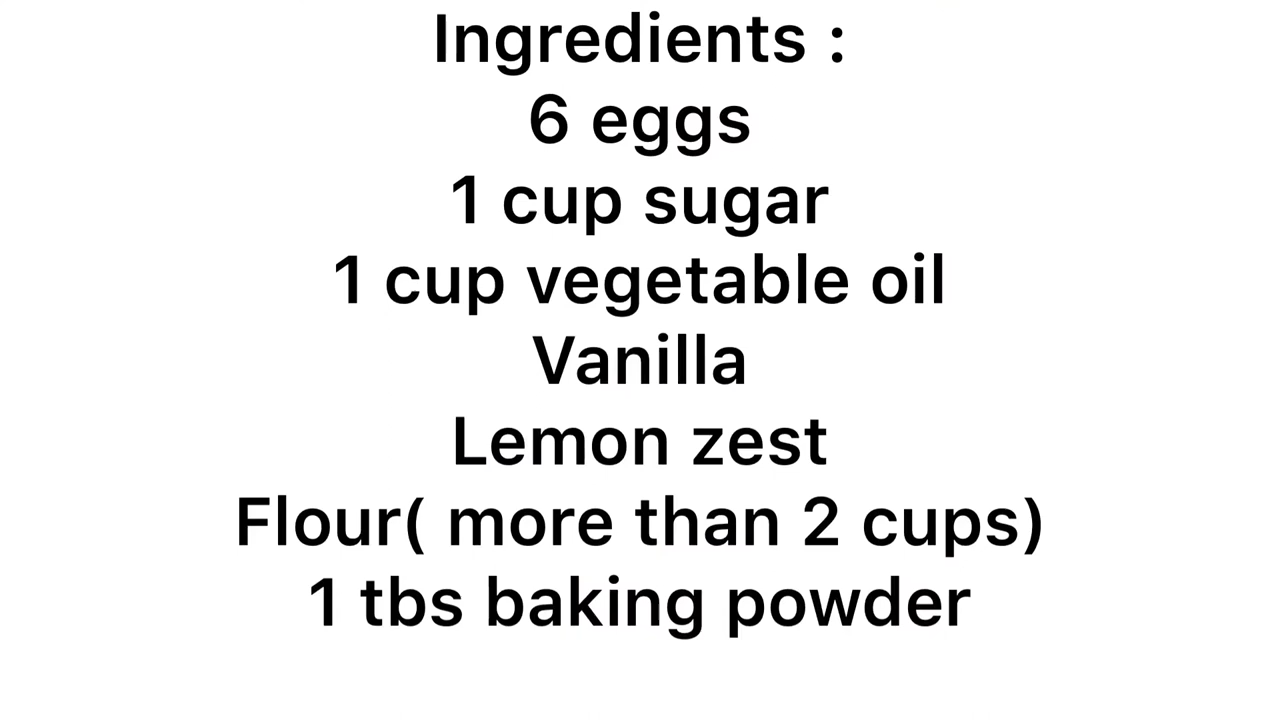 Ingredients :
6 eggs
1 cup sugar
1 cup vegetable oil
Vanilla
Lemon zest
Flour( more than 2 cups)
1 tbs baking powder